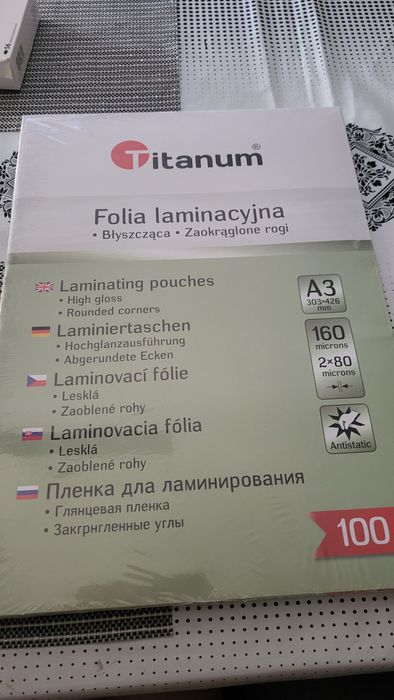 Titanum®
Folia laminacyjna
• Błyszcząca • Zaokrąglone rogi
Laminating pouches
• High gloss
• Rounded corners
A3
303×426
mm
Laminiertaschen
• Hochglanzausführung
• Abgerundete Ecken
160
microns
2×80
microns
Laminovací fólie
• Lesklá
• Zaoblené rohy
Laminovacia fólia
• Lesklá
• Zaoblené rohy
Antistatic
Пленка для ламинирования
• Глянцевая пленка
• Закгрнгленные углы
100